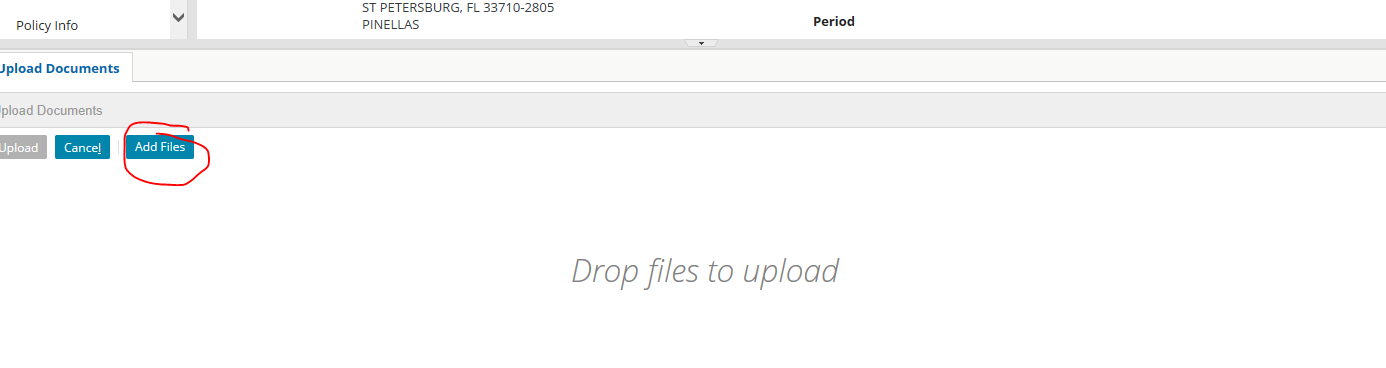 ST PETERSBURG, FL 33710-2805
Policy Info
PINELLAS
Period
Upload Documents
Upload Documents
Upload
Cancel
Add Files
Drop files to upload